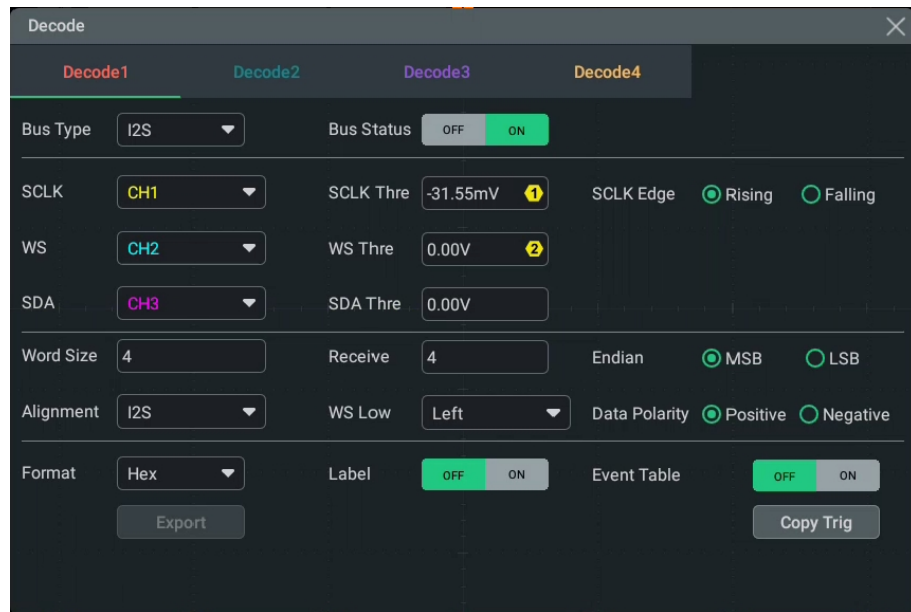 Decode
Decode1 Decode2 Decode3 Decode4
Bus Type I2S Bus Status OFF ON
SCLK CH1 SCLK Thre -31.55mV 1 SCLK Edge Rising Falling
WS CH2 WS Thre 0.00V 2
SDA CH3 SDA Thre 0.00V
Word Size 4 Receive 4 Endian MSB LSB
Alignment I2S WS Low Left Data Polarity Positive Negative
Format Hex Label OFF ON Event Table OFF ON
Export Copy Trig